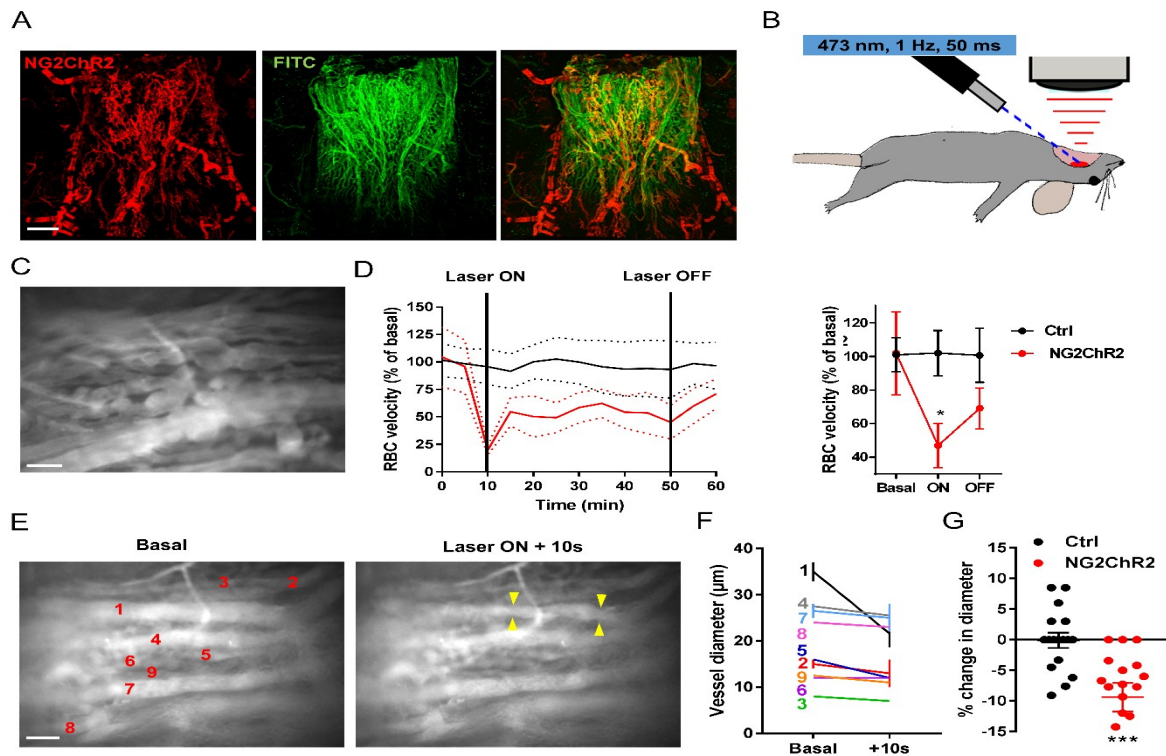 A
NG2ChR2
FITC
B
473 nm, 1 Hz, 50 ms
C
D
Laser ON
Laser OFF
RBC velocity (% of basal)
150
125
100
75
50
25
0
0
10
20
30
40
50
60
Time (min)
RBC velocity (% of basal)
120
100
80
60
40
*
Basal
ON
OFF
Ctrl
NG2ChR2
E
Basal
Laser ON + 10s
1
2
3
4
5
6
7
8
9
F
Vessel diameter (µm)
40
30
20
10
0
1
4
7
8
5
2
9
6
3
Basal
+10s
G
Ctrl
NG2ChR2
% change in diameter
10
5
0
-5
-10
-15
***